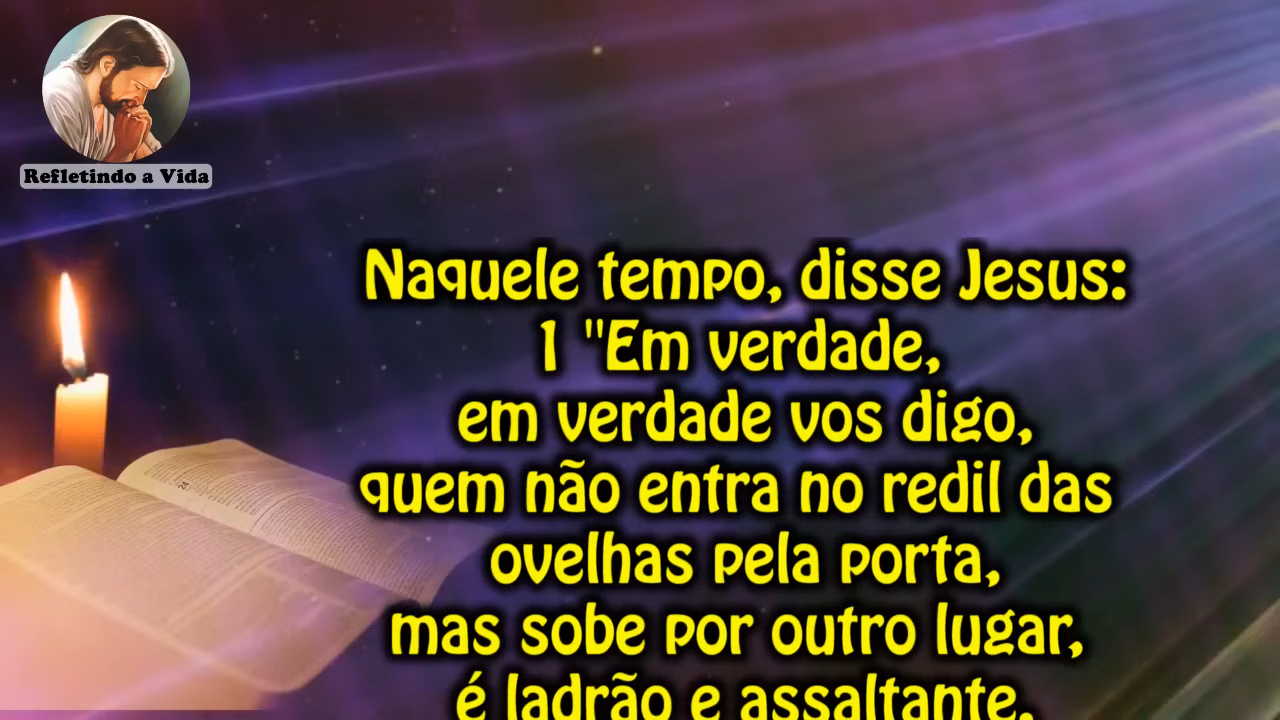 Refletindo a Vida
Naquele tempo, disse Jesus:
1 "Em verdade,
em verdade vos digo,
quem não entra no redil das
ovelhas pela porta,
mas sobe por outro lugar,
é ladrão e assaltante.